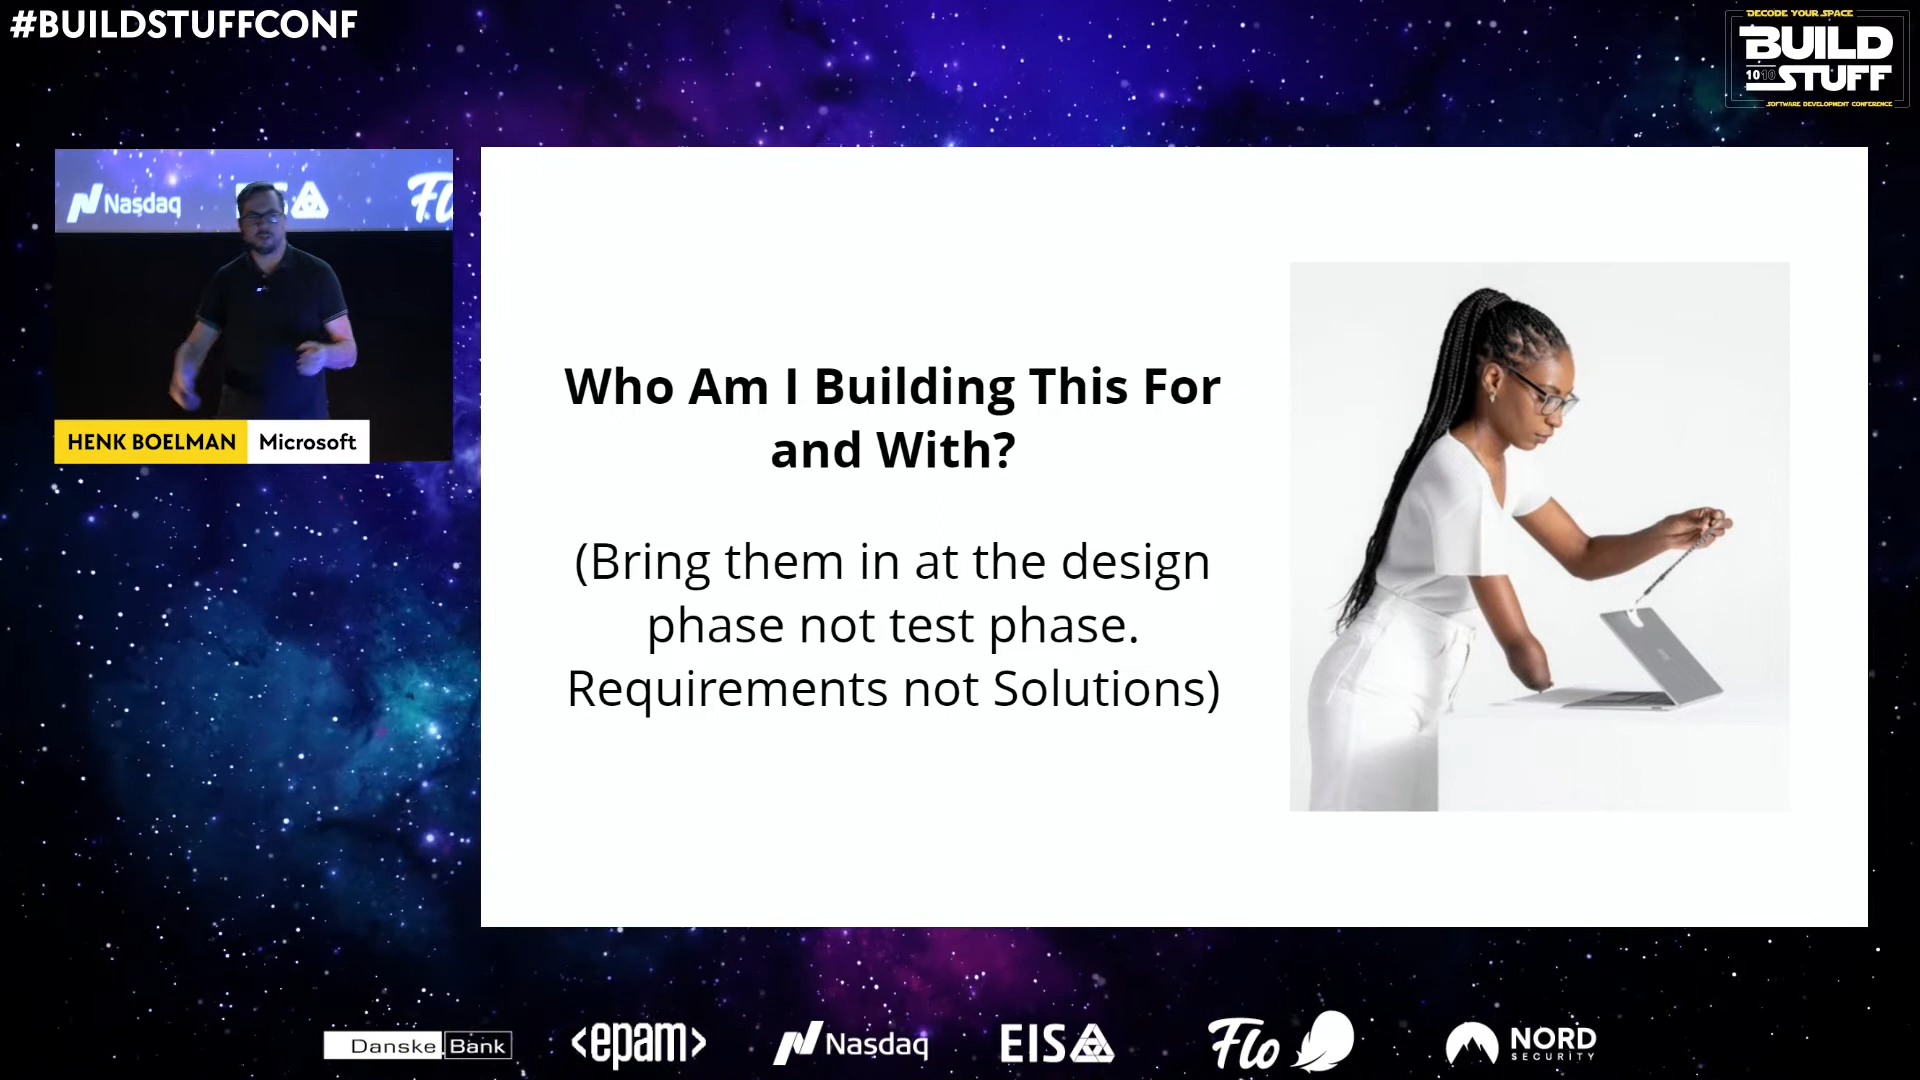 #BUILDSTUFFCONF
DECODE YOUR SPACE
BUILD
1010 STUFF
SOFTWARE DEVELOPMENT CONFERENCE
Nasdaq
HENK BOELMAN Microsoft
Who Am I Building This For
and With?
(Bring them in at the design
phase not test phase.
Requirements not Solutions)
Danske Bank
<epam>
Nasdaq
EIS
Flo
NORD
SECURITY